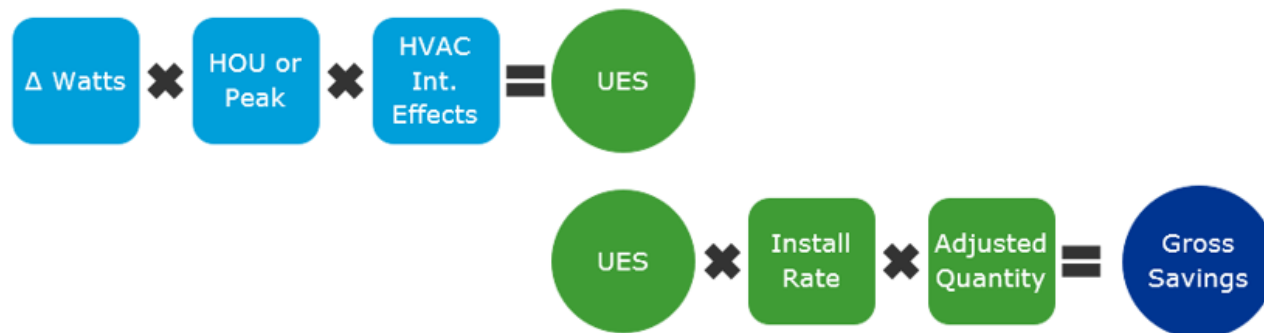 Δ Watts
HOU or
Peak
HVAC
Int.
Effects
UES
UES
Install
Rate
Adjusted
Quantity
Gross
Savings